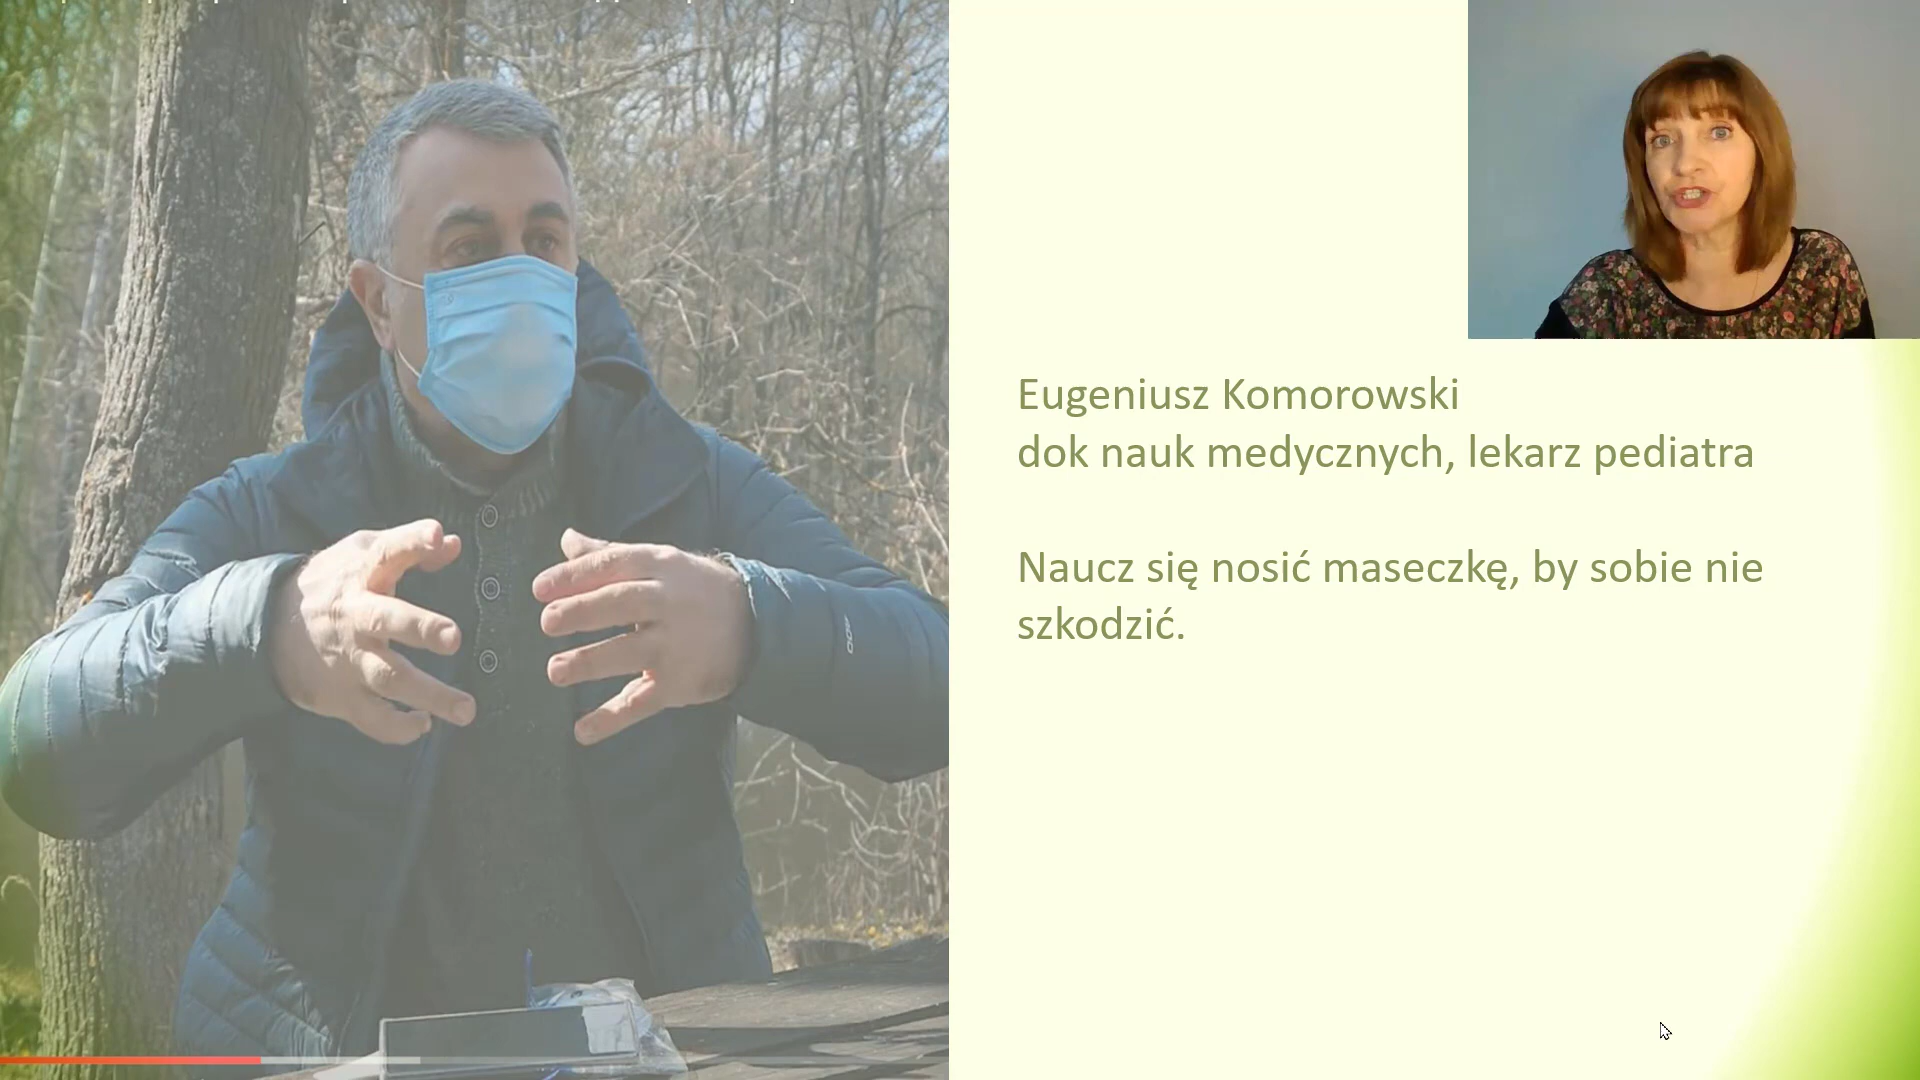 Eugeniusz Komorowski
dok nauk medycznych, lekarz pediatra
Naucz się nosić maseczkę, by sobie nie
szkodzić.